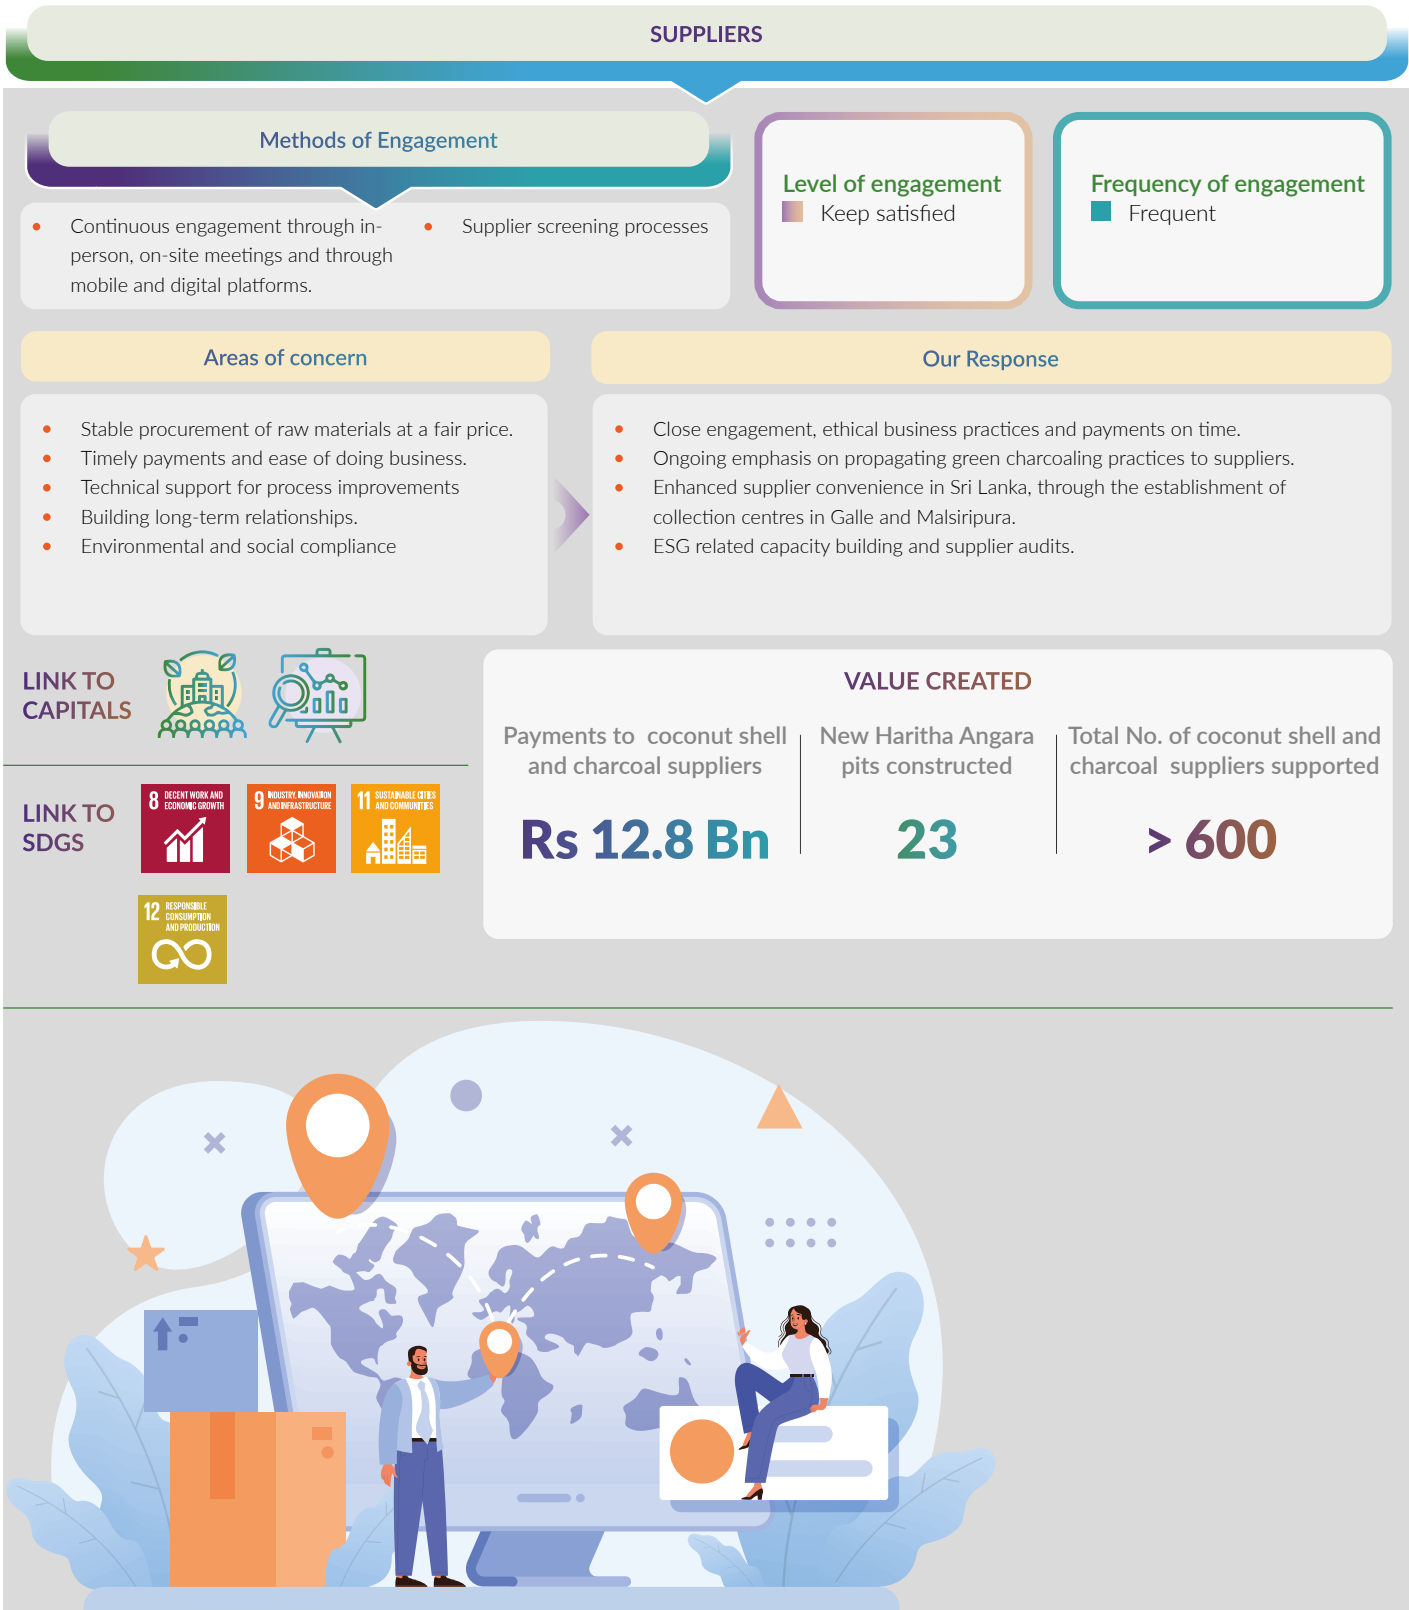 SUPPLIERS
Methods of Engagement
• Continuous engagement through in-
person, on-site meetings and through
mobile and digital platforms.
• Supplier screening processes
Level of engagement
Keep satisfied
Frequency of engagement
Frequent
Areas of concern
• Stable procurement of raw materials at a fair price.
• Timely payments and ease of doing business.
• Technical support for process improvements
• Building long-term relationships.
• Environmental and social compliance
Our Response
• Close engagement, ethical business practices and payments on time.
• Ongoing emphasis on propagating green charcoaling practices to suppliers.
• Enhanced supplier convenience in Sri Lanka, through the establishment of
collection centres in Galle and Malsiripura.
• ESG related capacity building and supplier audits.
LINK TO
CAPITALS
LINK TO
SDGS
8 DECENT WORK AND
ECONOMIC GROWTH
9 INDUSTRY, INNOVATION
AND INFRASTRUCTURE
11 SUSTAINABLE CITIES
AND COMMUNITIES
12 RESPONSIBLE
CONSUMPTION
AND PRODUCTION
VALUE CREATED
Payments to coconut shell
and charcoal suppliers
Rs 12.8 Bn
New Haritha Angara
pits constructed
23
Total No. of coconut shell and
charcoal suppliers supported
> 600